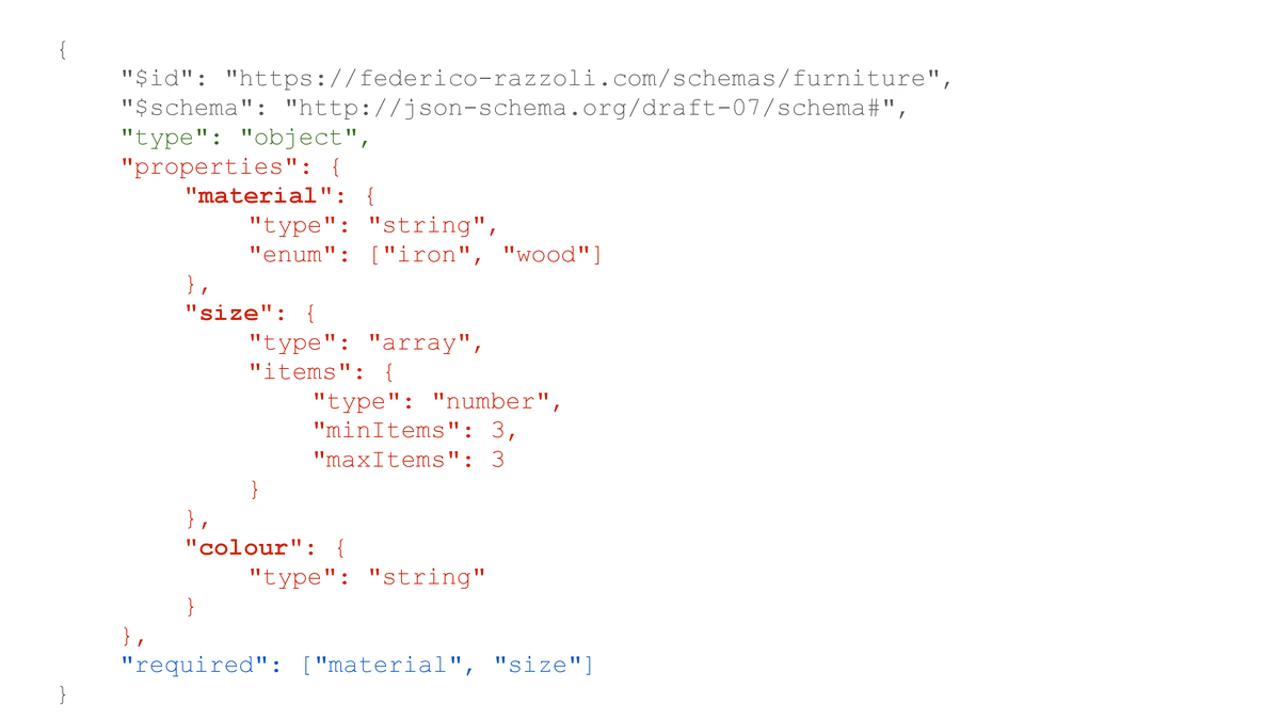 {
"$id": "https://federico-razzoli.com/schemas/furniture",
"$schema": "http://json-schema.org/draft-07/schema#",
"type": "object",
"properties": {
"material": {
"type": "string",
"enum": ["iron", "wood"]
},
"size": {
"type": "array",
"items": {
"type": "number",
"minItems": 3,
"maxItems": 3
}
},
"colour": {
"type": "string"
}
},
"required": ["material", "size"]
}